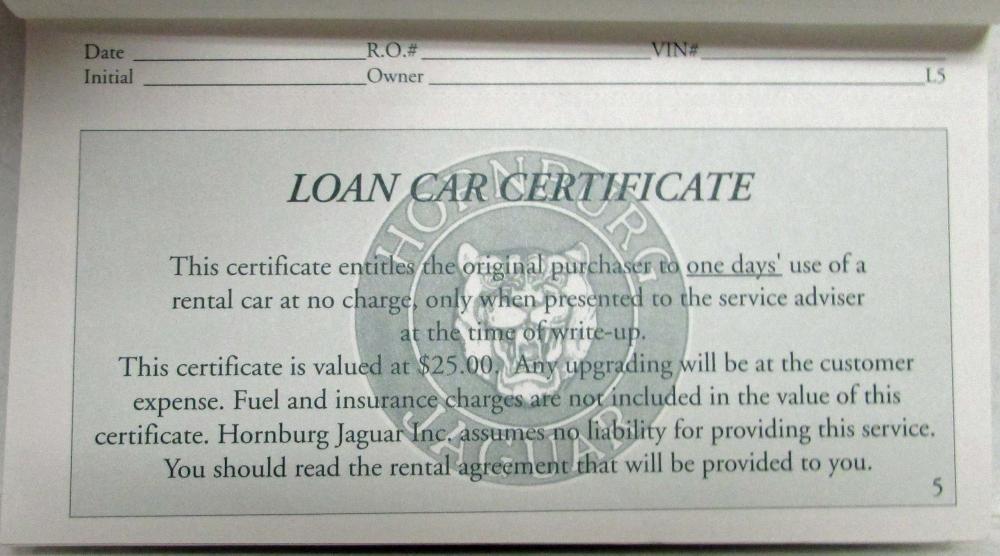 Date R.O.# VIN#
Initial Owner L5
LOAN CAR CERTIFICATE
HORNBURG
JAGUAR
This certificate entitles the original purchaser to one days' use of a
rental car at no charge, only when presented to the service adviser
at the time of write-up.
This certificate is valued at $25.00. Any upgrading will be at the customer
expense. Fuel and insurance charges are not included in the value of this
certificate. Hornburg Jaguar Inc. assumes no liability for providing this service.
You should read the rental agreement that will be provided to you.
5